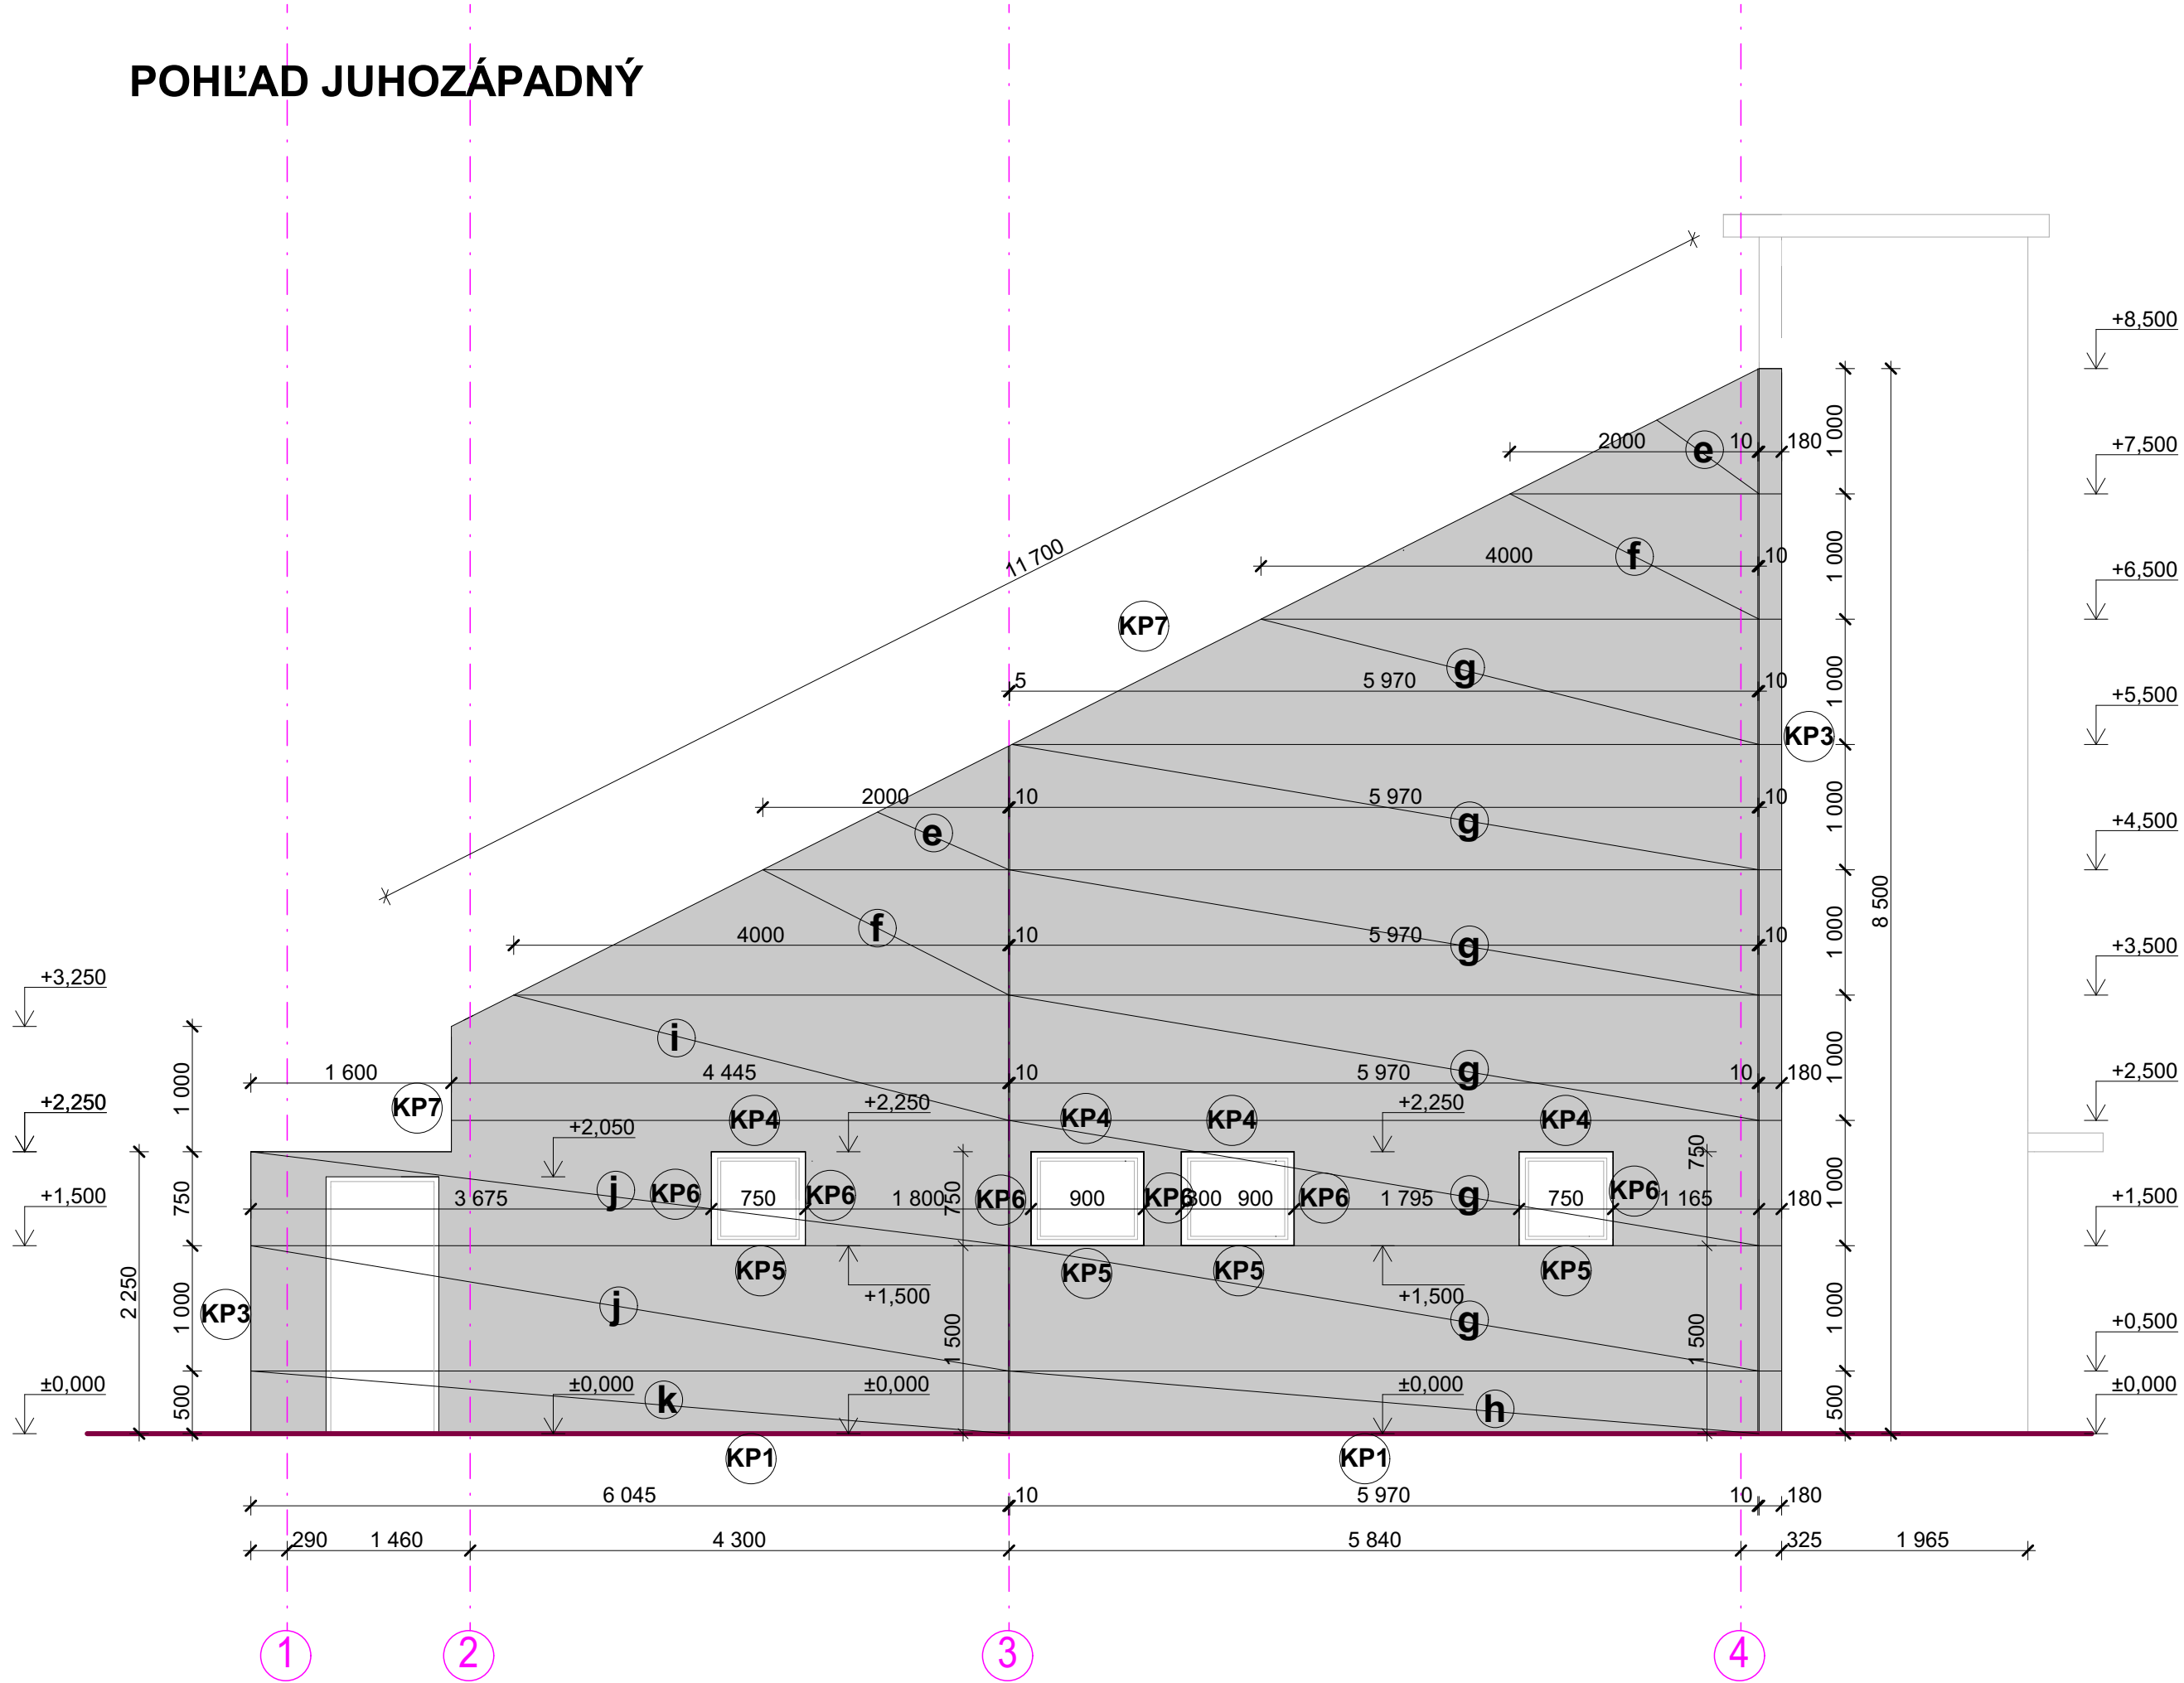 POHĽAD JUHOZÁPADNÝ
+8,500
2000
10
180
1 000
+7,500
e
11 700
4000
f
10
1 000
+6,500
KP7
5
5 970
g
10
1 000
+5,500
KP3
2000
10
5 970
10
1 000
+4,500
e
g
8 500
4000
f
10
5 970
g
10
1 000
+3,500
+3,250
i
1 000
1 600
4 445
10
5 970
g
10
180
1 000
+2,500
+2,250
KP7
KP4
+2,250
KP4
KP4
+2,250
KP4
+2,050
750
+1,500
750
3 675
j
KP6
750
KP6
1 800
750
KP6
900
KP6
300
900
KP6
1 795
g
750
KP6
1 165
180
1 000
+1,500
KP5
KP5
KP5
KP5
2 250
KP3
1 000
j
+1,500
1 500
+1,500
g
1 500
1 000
+0,500
±0,000
500
±0,000
k
±0,000
±0,000
h
500
±0,000
KP1
KP1
6 045
10
5 970
10
180
290
1 460
4 300
5 840
325
1 965
1
2
3
4